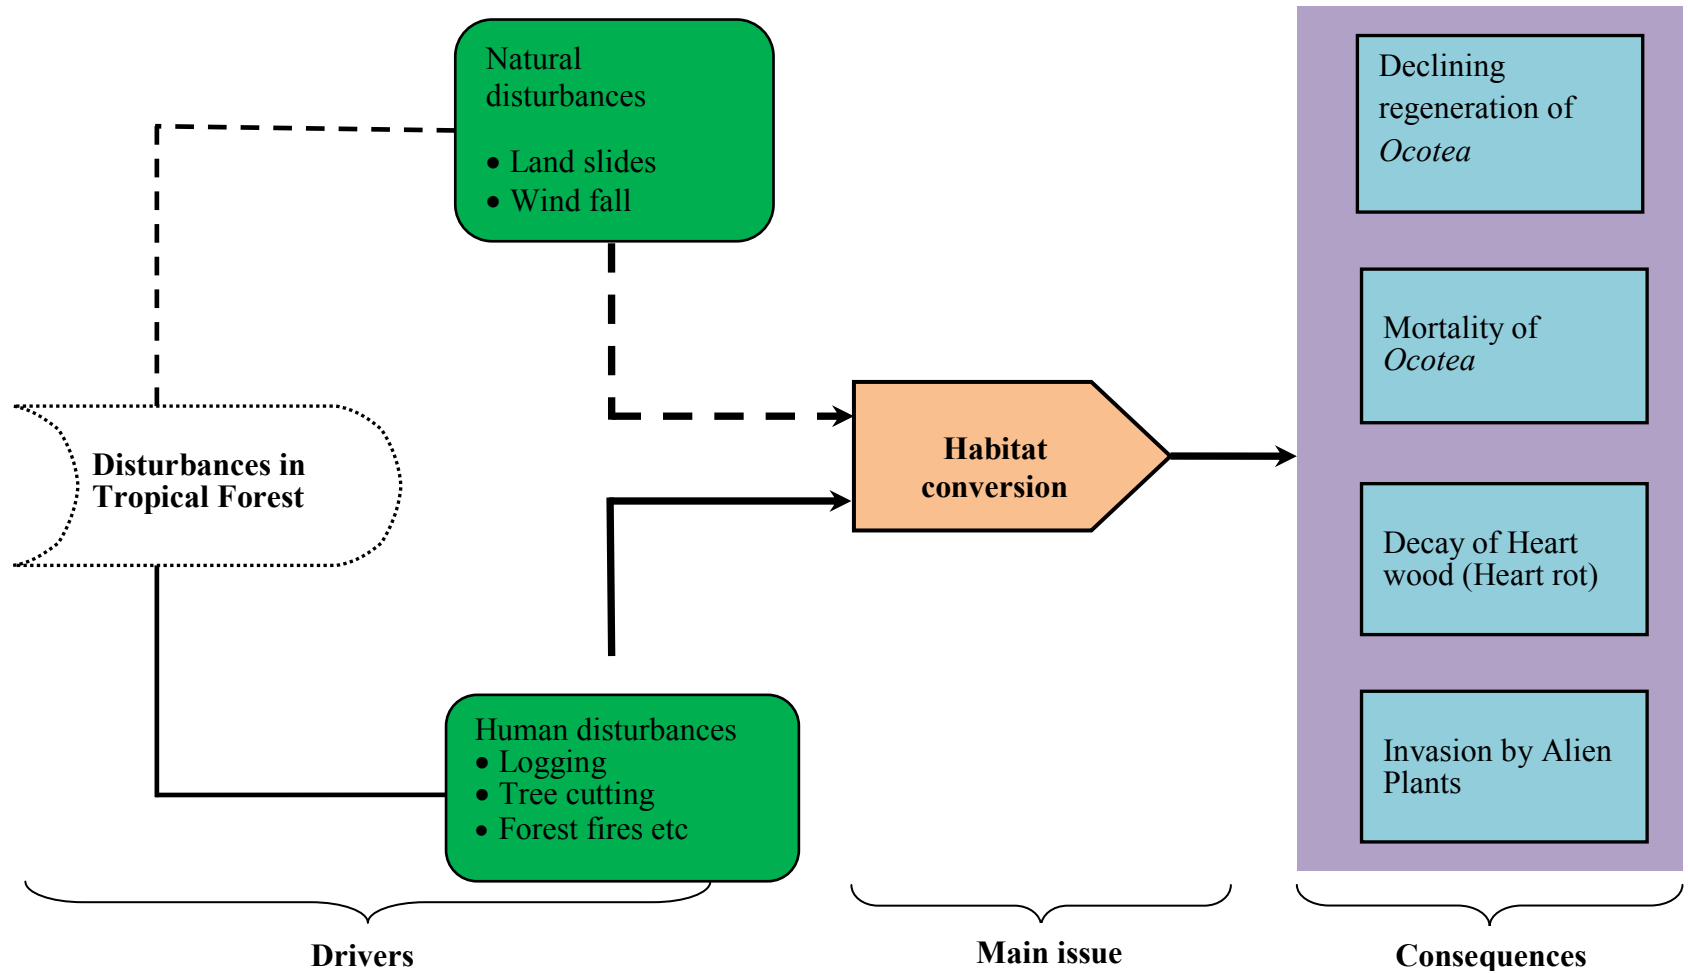 Natural
disturbances
• Land slides
• Wind fall
Disturbances in
Tropical Forest
Human disturbances
• Logging
• Tree cutting
• Forest fires etc
Habitat
conversion
Declining
regeneration of
Ocotea
Mortality of
Ocotea
Decay of Heart
wood (Heart rot)
Invasion by Alien
Plants
Drivers
Main issue
Consequences